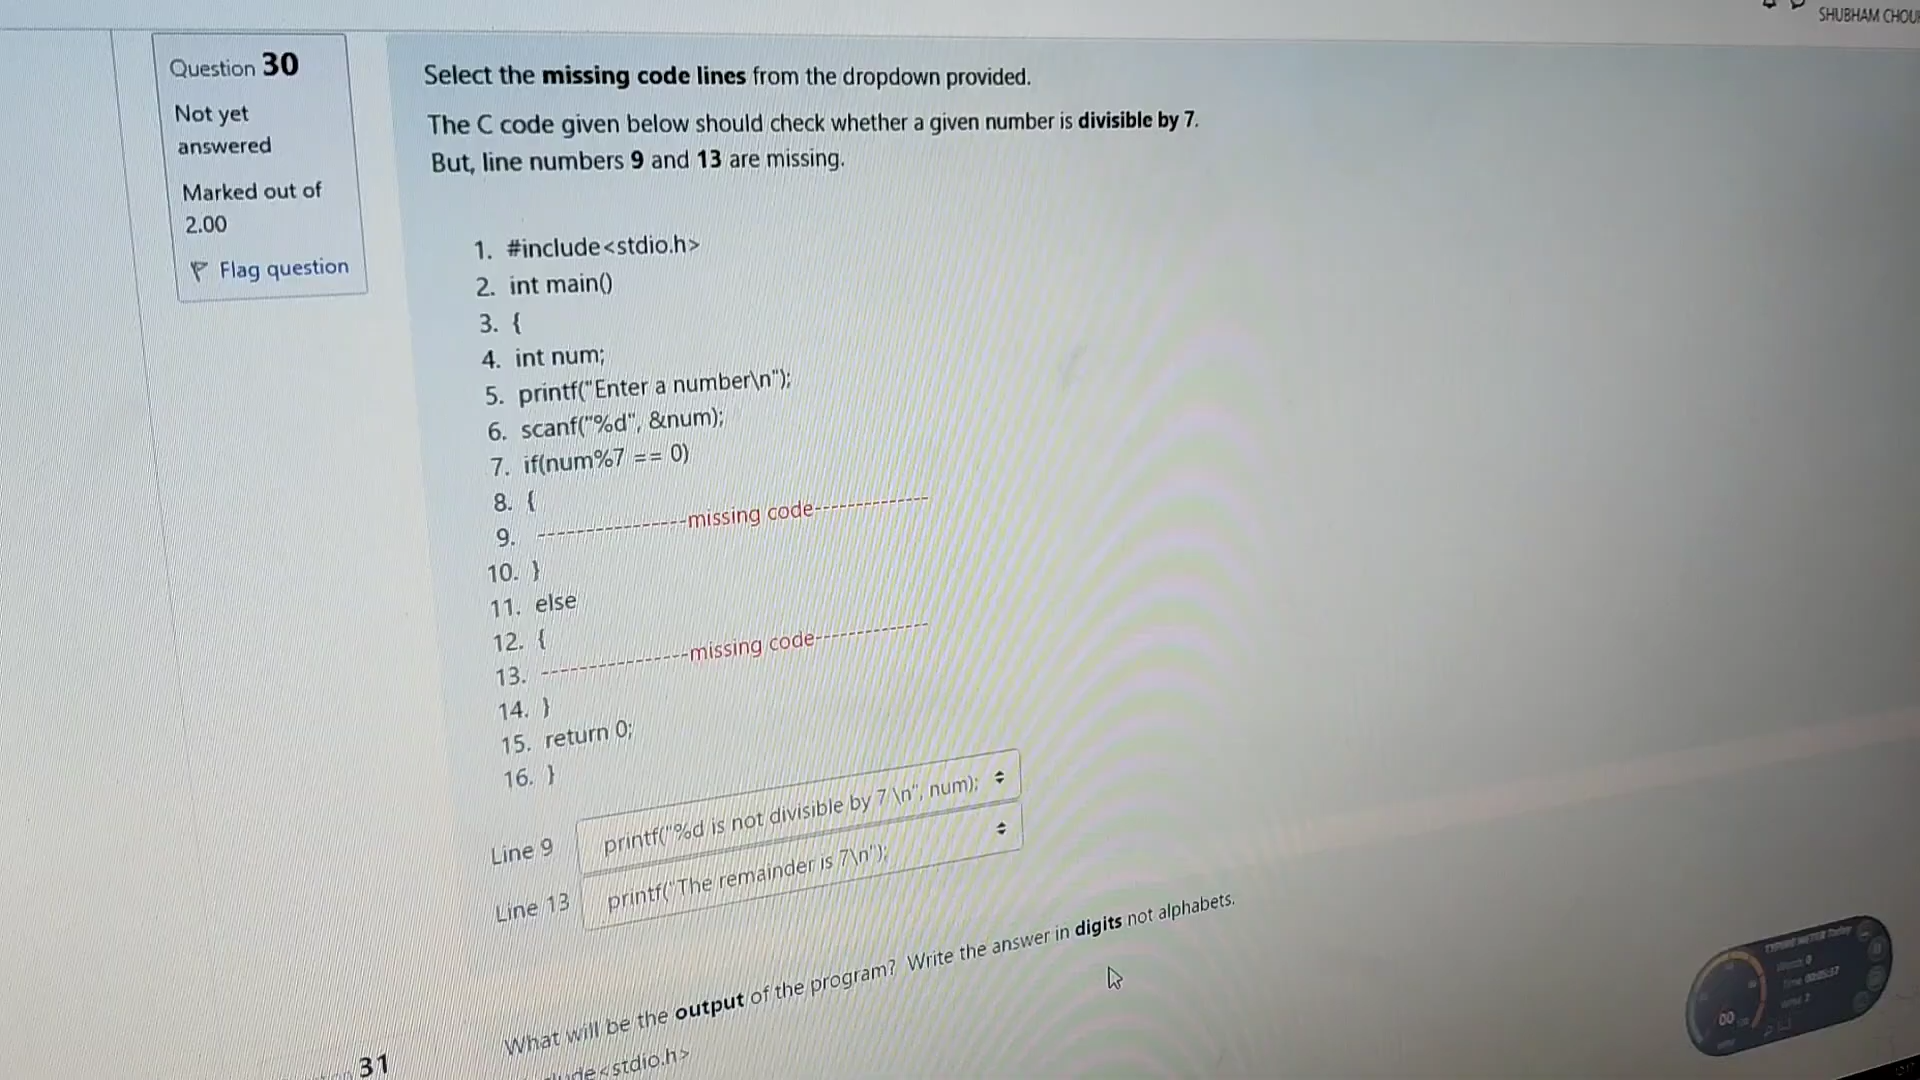 SHUBHAM CHOU
Question 30
Not yet
answered
Marked out of
2.00
Flag question
Select the missing code lines from the dropdown provided.
The C code given below should check whether a given number is divisible by 7.
But, line numbers 9 and 13 are missing.
1. #include<stdio.h>
2. int main()
3. {
4. int num;
5. printf("Enter a number\n");
6. scanf("%d", &num);
7. if(num%7 == 0)
8. {
9. -----------------missing code--------------
10. }
11. else
12. {
13. -----------------missing code--------------
14. }
15. return 0;
16. }
Line 9 printf("%d is not divisible by 7 \n", num);
Line 13 printf("The remainder is 7\n");
What will be the output of the program? Write the answer in digits not alphabets.
31
ude<stdio.h>
00